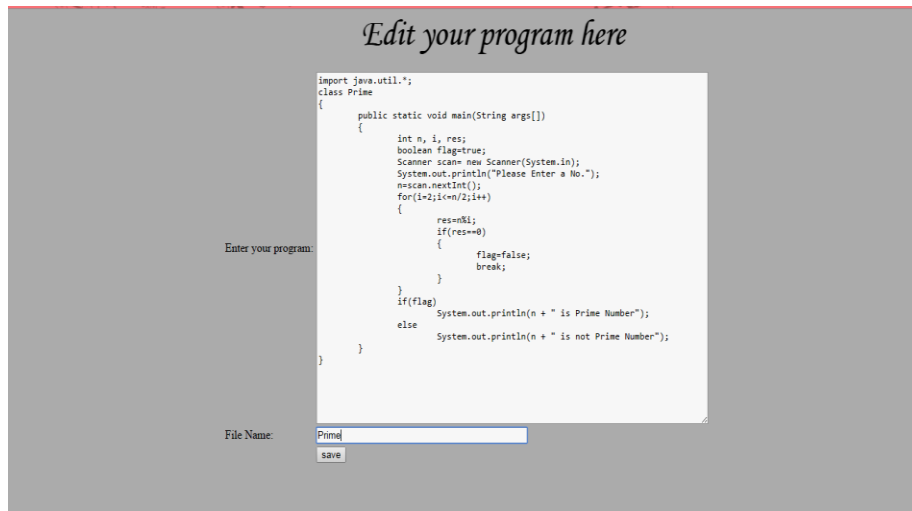 Edit your program here
Enter your program:
import java.util.*;
class Prime
{
public static void main(String args[])
{
int n, i, res;
boolean flag=true;
Scanner scan= new Scanner(System.in);
System.out.println("Please Enter a No.");
n=scan.nextInt();
for(i=2;i<=n/2;i++)
{
res=n%i;
if(res==0)
{
flag=false;
break;
}
}
if(flag)
System.out.println(n + " is Prime Number");
else
System.out.println(n + " is not Prime Number");
}
}
File Name: Prime
save